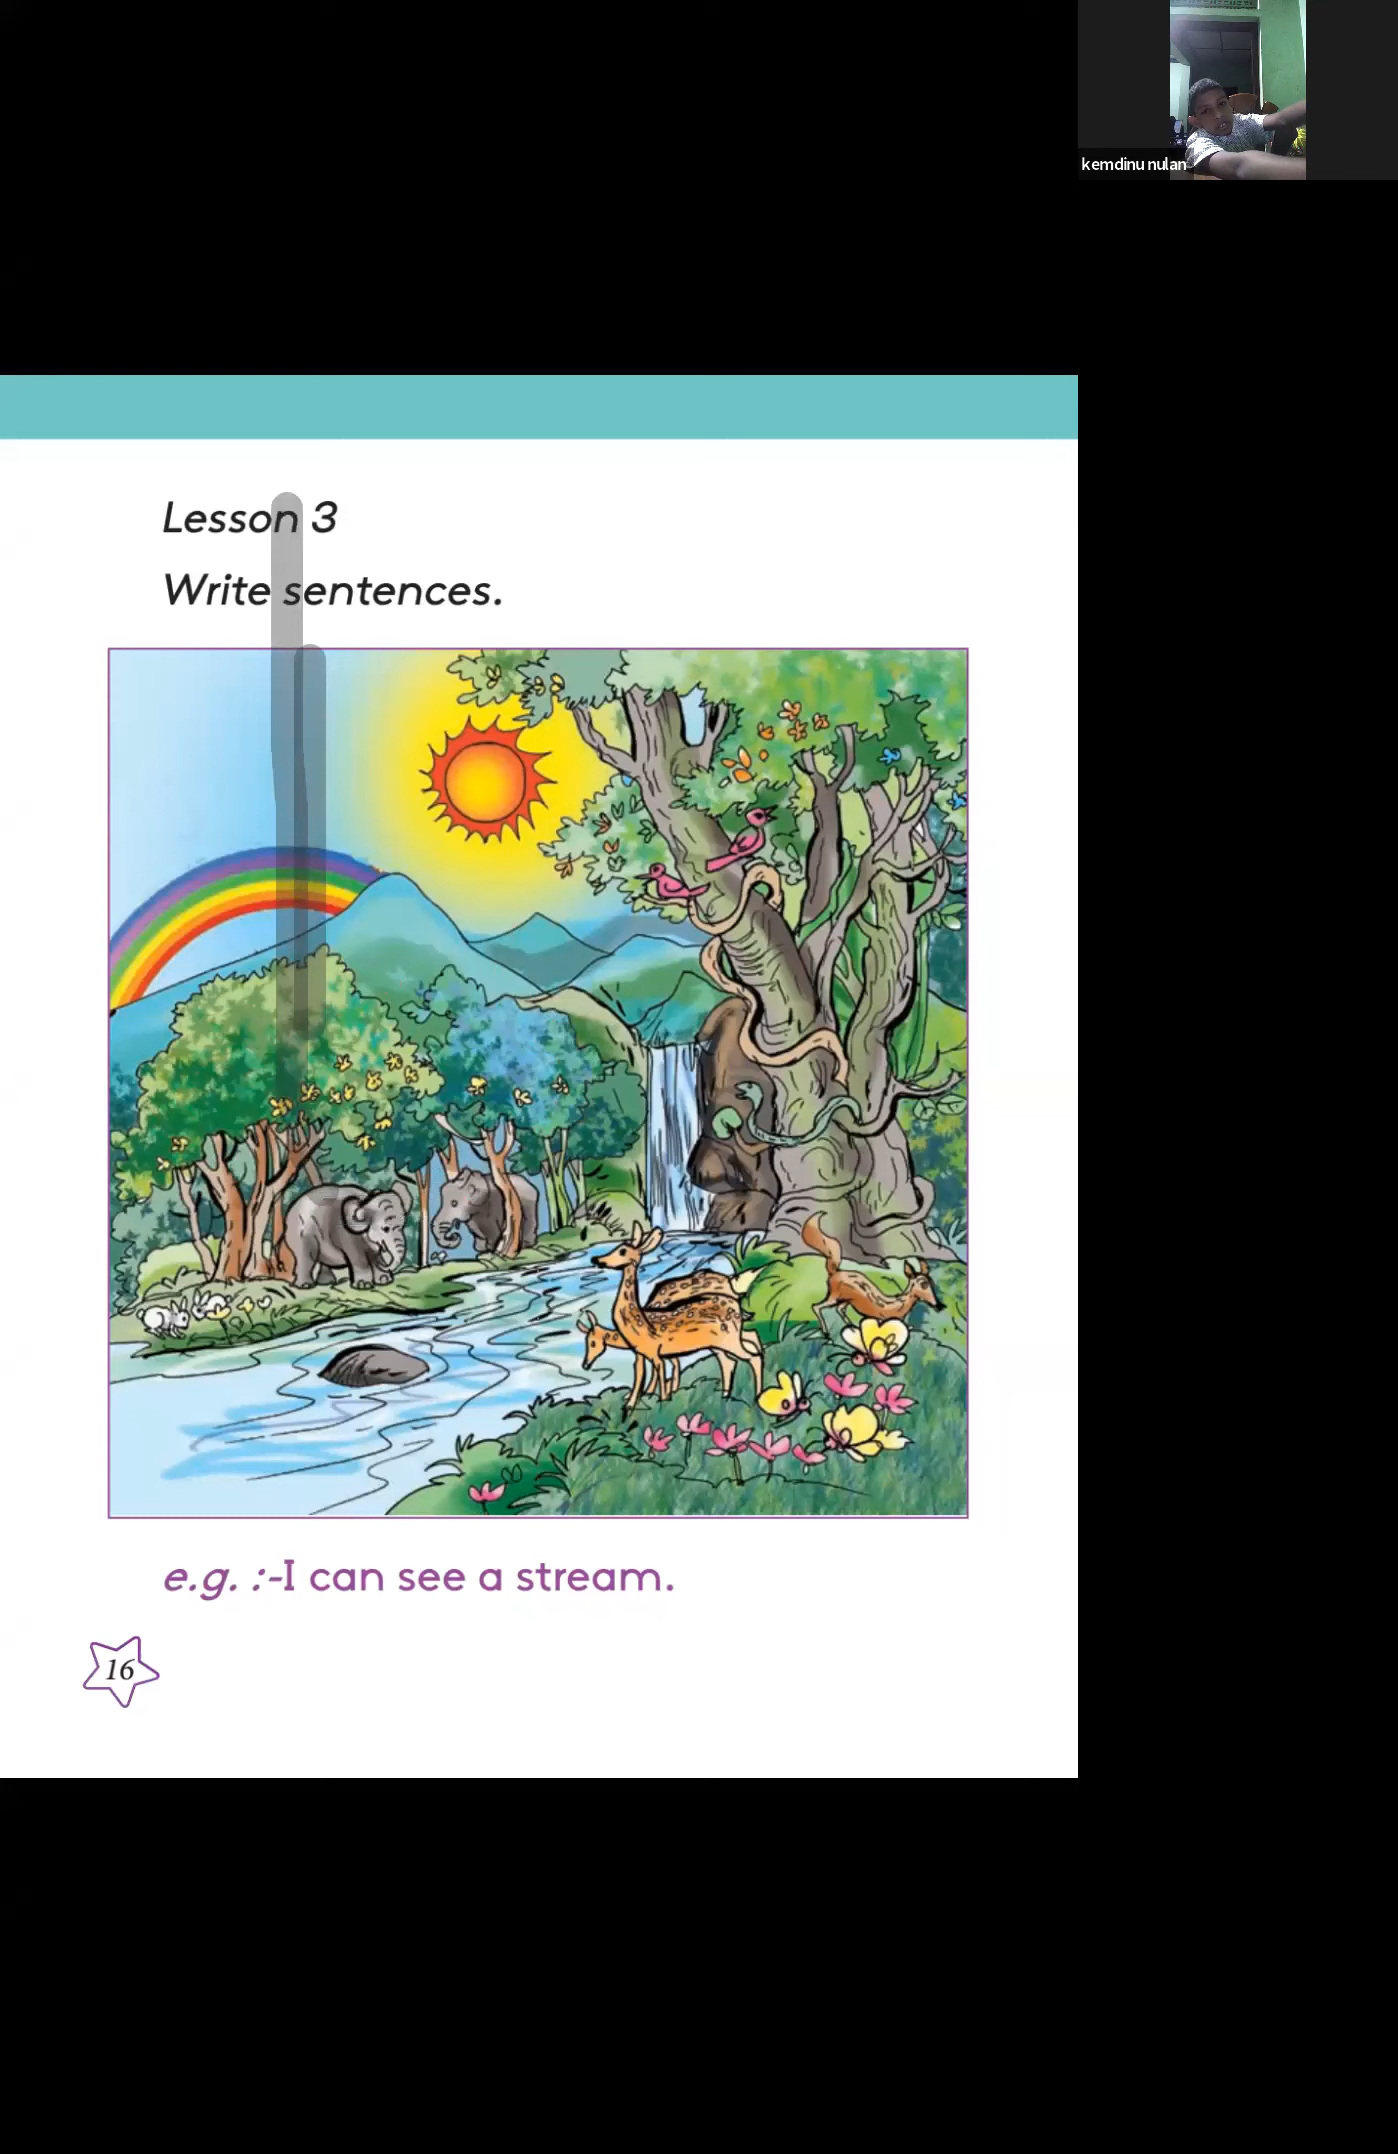 kemdinu nulan
Lesson 3
Write sentences.
e.g. :-I can see a stream.
16